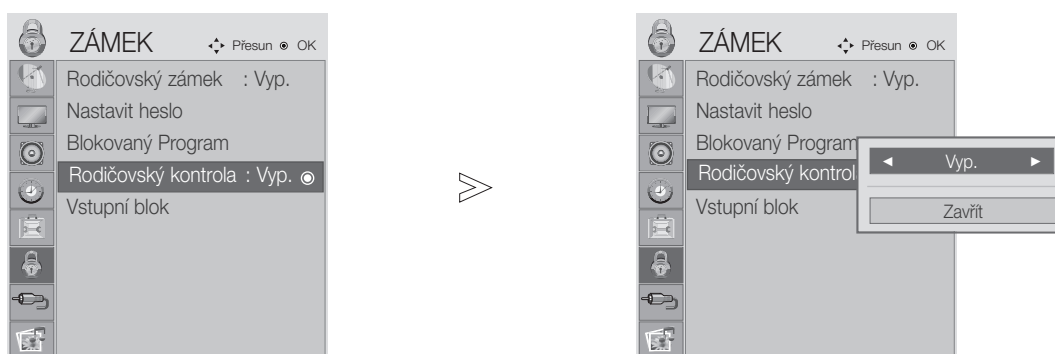 ZÁMEK
Přesun OK
Rodičovský zámek : Vyp.
Nastavit heslo
Blokovaný Program
Rodičovský kontrola : Vyp.
Vstupní blok
ZÁMEK
Přesun OK
Rodičovský zámek : Vyp.
Nastavit heslo
Blokovaný Program
Rodičovský kontrol
Vstupní blok
Vyp.
Zavřít